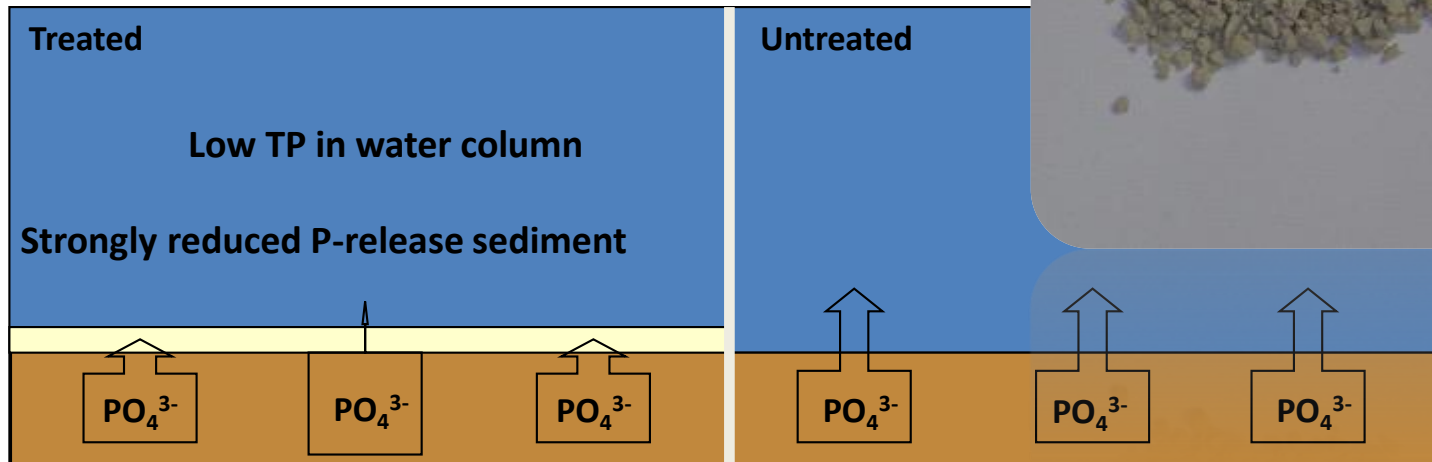 Treated
Untreated
Low TP in water column
Strongly reduced P-release sediment
PO₄³⁻
PO₄³⁻
PO₄³⁻
PO₄³⁻
PO₄³⁻
PO₄³⁻